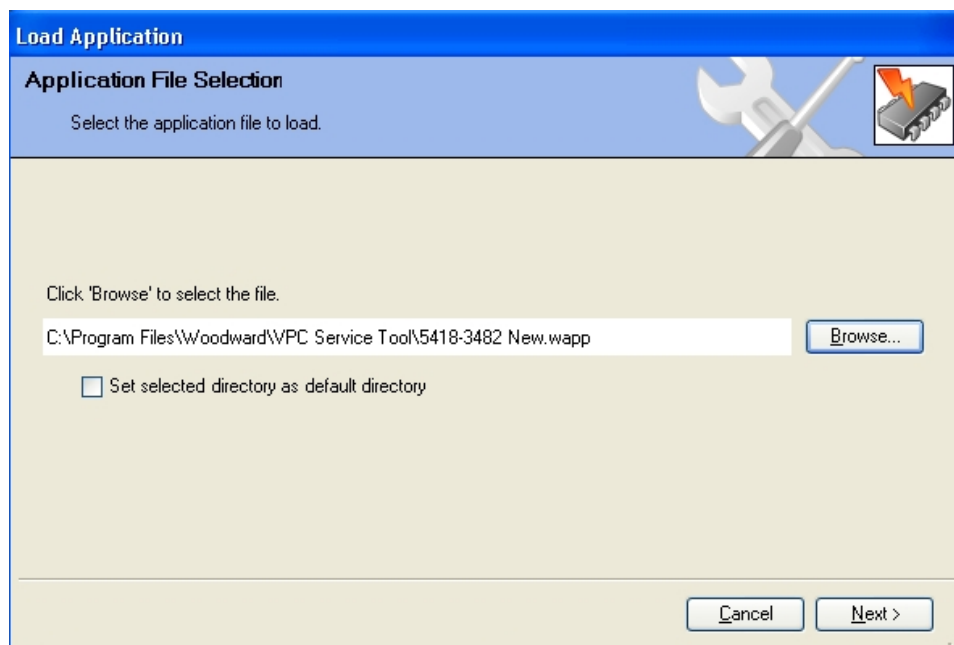 Load Application
Application File Selection
Select the application file to load.
Click 'Browse' to select the file.
C:\Program Files\Woodward\VPC Service Tool\5418-3482 New.wapp
Browse...
Set selected directory as default directory
Cancel
Next >